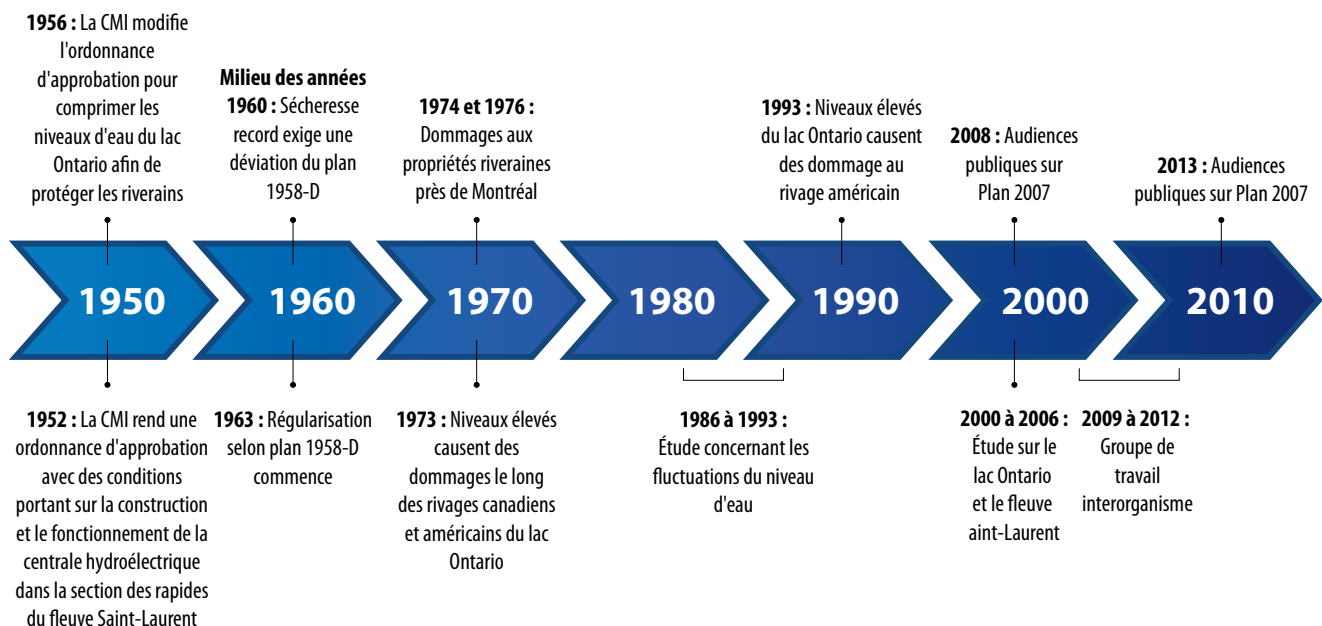 1956 : La CMI modifie
l'ordonnance
d'approbation pour
comprimer les
niveaux d'eau du lac
Ontario afin de
protéger les riverains
Milieu des années
1960 : Sécheresse
record exige une
déviation du plan
1958-D
1974 et 1976 :
Dommages aux
propriétés riveraines
près de Montréal
1993 : Niveaux élevés
du lac Ontario causent
des dommage au
rivage américain
2008 : Audiences
publiques sur
Plan 2007
2013 : Audiences
publiques sur Plan 2007
1950
1960
1970
1980
1990
2000
2010
1952 : La CMI rend une
ordonnance d'approbation
avec des conditions
portant sur la construction
et le fonctionnement de la
centrale hydroélectrique
dans la section des rapides
du fleuve Saint-Laurent
1963 : Régularisation
selon plan 1958-D
commence
1973 : Niveaux élevés
causent des
dommages le long
des rivages canadiens
et américains du lac
Ontario
1986 à 1993 :
Étude concernant les
fluctuations du niveau
d'eau
2000 à 2006 :
Étude sur le
lac Ontario
et le fleuve
aint-Laurent
2009 à 2012 :
Groupe de
travail
interorganisme